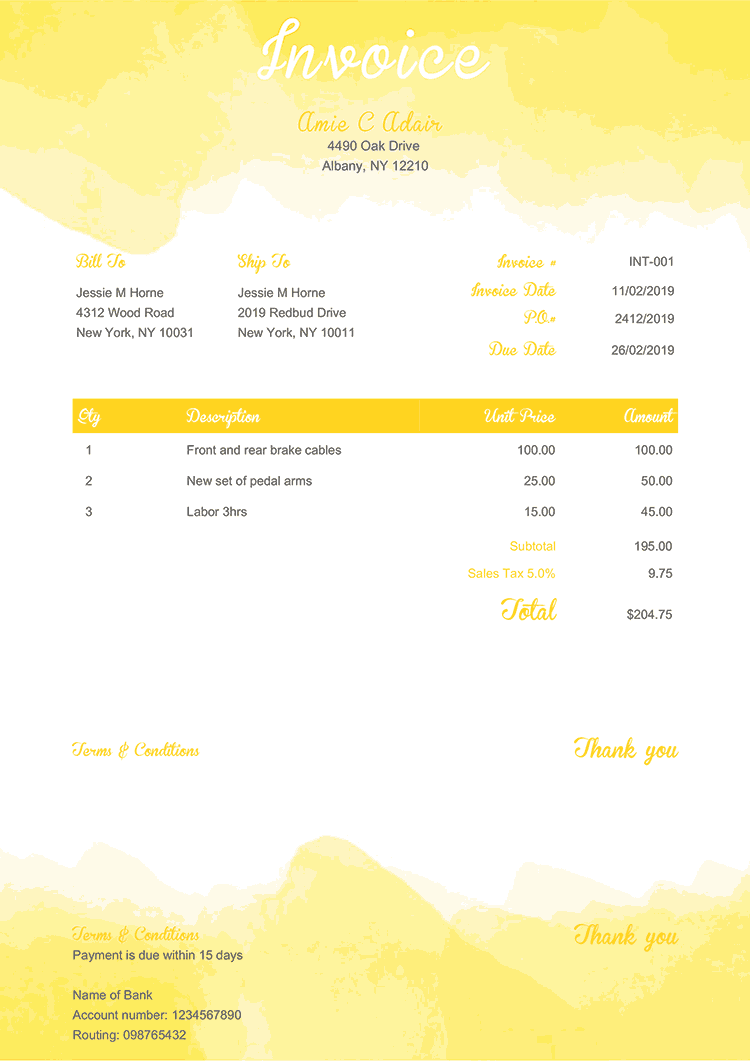 Invoice
Amie C Adair
4490 Oak Drive
Albany, NY 12210
Bill To
Jessie M Horne
4312 Wood Road
New York, NY 10031
Ship To
Jessie M Horne
2019 Redbud Drive
New York, NY 10011
Invoice # INT-001
Invoice Date 11/02/2019
P.O.# 2412/2019
Due Date 26/02/2019
Qty Description Unit Price Amount
1 Front and rear brake cables 100.00 100.00
2 New set of pedal arms 25.00 50.00
3 Labor 3hrs 15.00 45.00
Subtotal 195.00
Sales Tax 5.0% 9.75
Total $204.75
Terms & Conditions Thank you
Terms & Conditions Thank you
Payment is due within 15 days
Name of Bank
Account number: 1234567890
Routing: 098765432